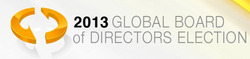 2013 GLOBAL BOARD
of DIRECTORS ELECTION